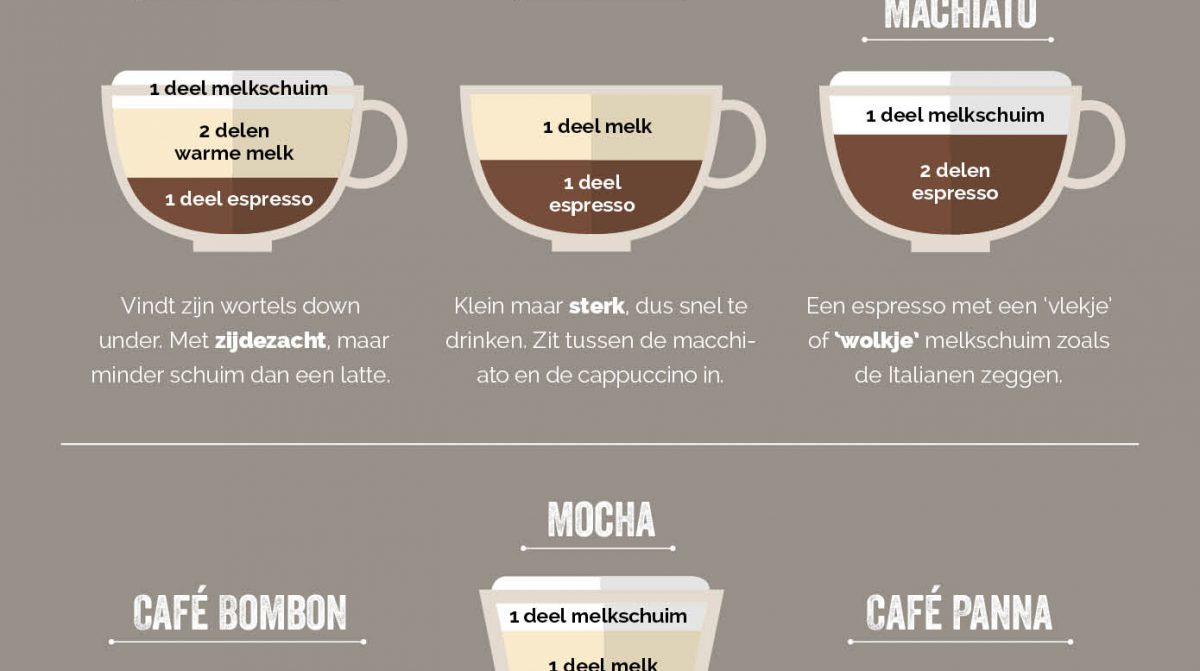 MACHIATO
1 deel melkschuim
2 delen
warme melk
1 deel espresso
1 deel melk
1 deel
espresso
1 deel melkschuim
2 delen
espresso
Vindt zijn wortels down
under. Met zijdezacht, maar
minder schuim dan een latte.
Klein maar sterk, dus snel te
drinken. Zit tussen de macchi-
ato en de cappuccino in.
Een espresso met een ‘vlekje’
of ‘wolkje’ melkschuim zoals
de Italianen zeggen.
MOCHA
CAFÉ BOMBON
1 deel melkschuim
1 deel melk
CAFÉ PANNA